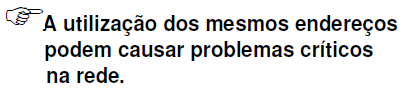 A utilização dos mesmos endereços
podem causar problemas críticos
na rede.